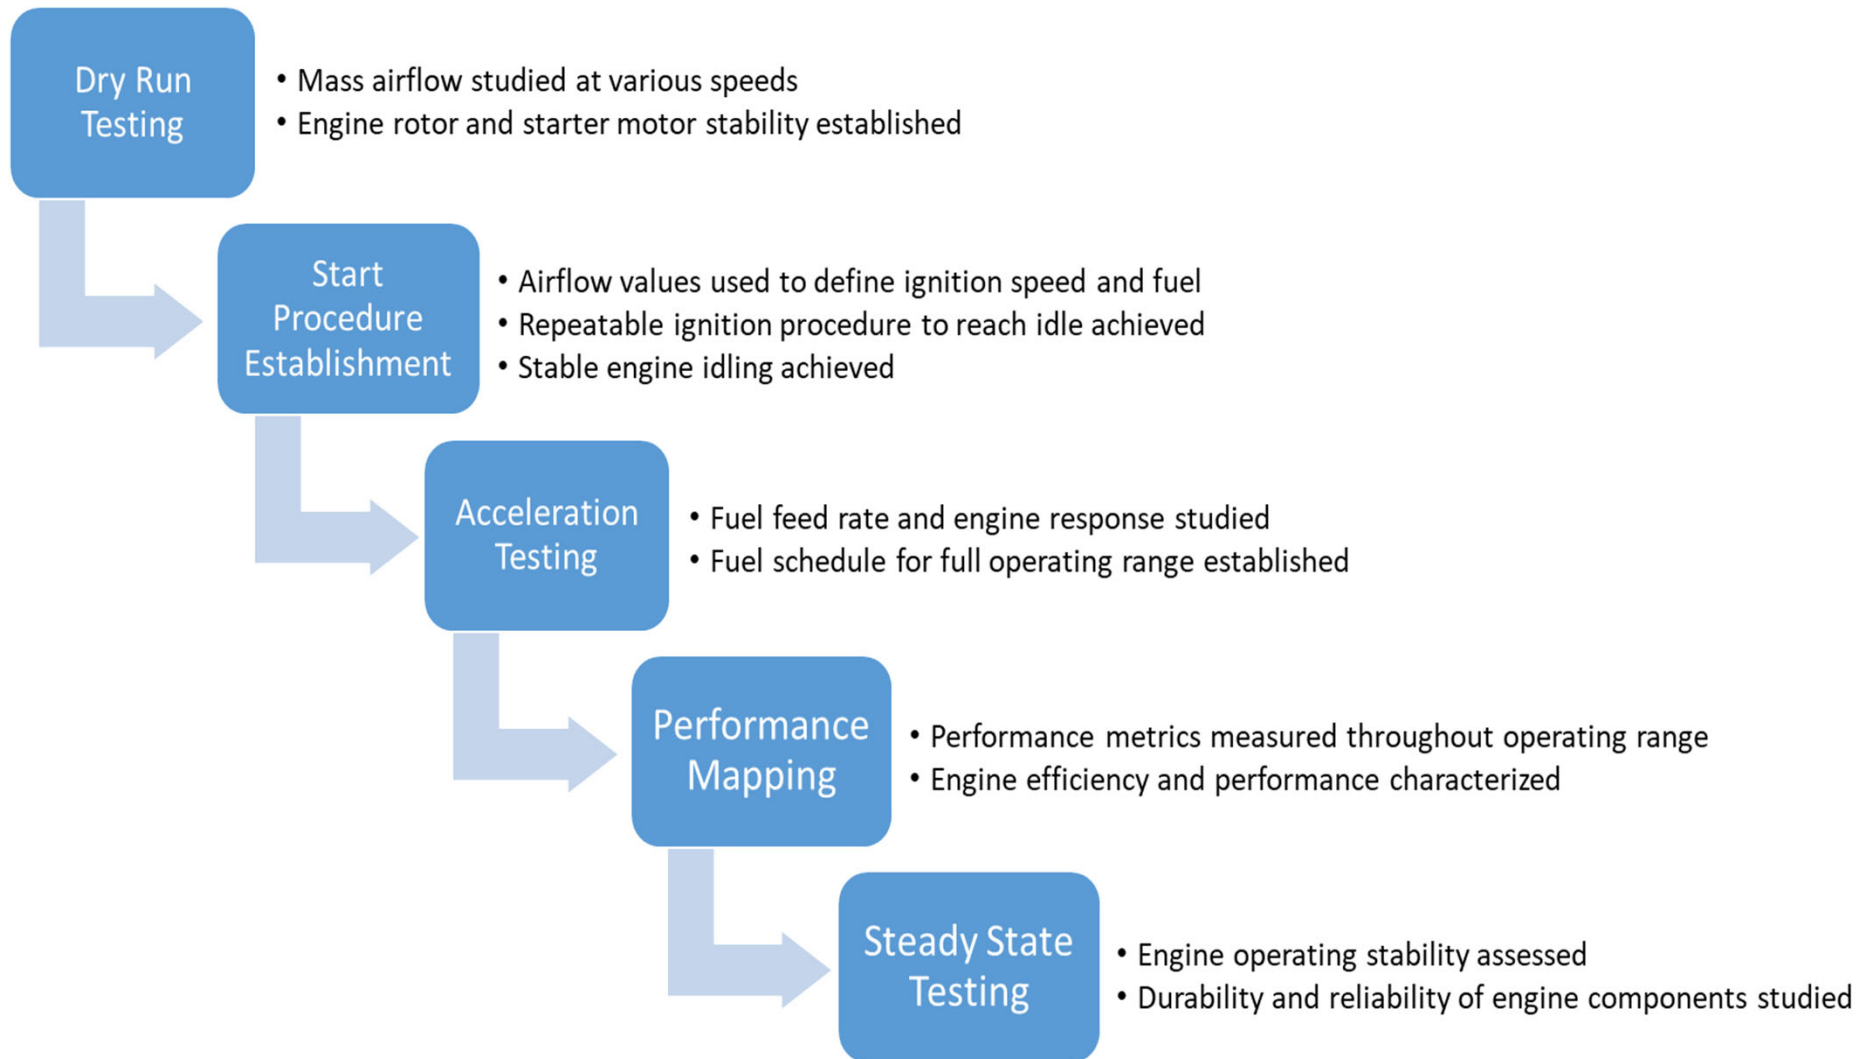 Dry Run
Testing
• Mass airflow studied at various speeds
• Engine rotor and starter motor stability established
Start
Procedure
Establishment
• Airflow values used to define ignition speed and fuel
• Repeatable ignition procedure to reach idle achieved
• Stable engine idling achieved
Acceleration
Testing
• Fuel feed rate and engine response studied
• Fuel schedule for full operating range established
Performance
Mapping
• Performance metrics measured throughout operating range
• Engine efficiency and performance characterized
Steady State
Testing
• Engine operating stability assessed
• Durability and reliability of engine components studied